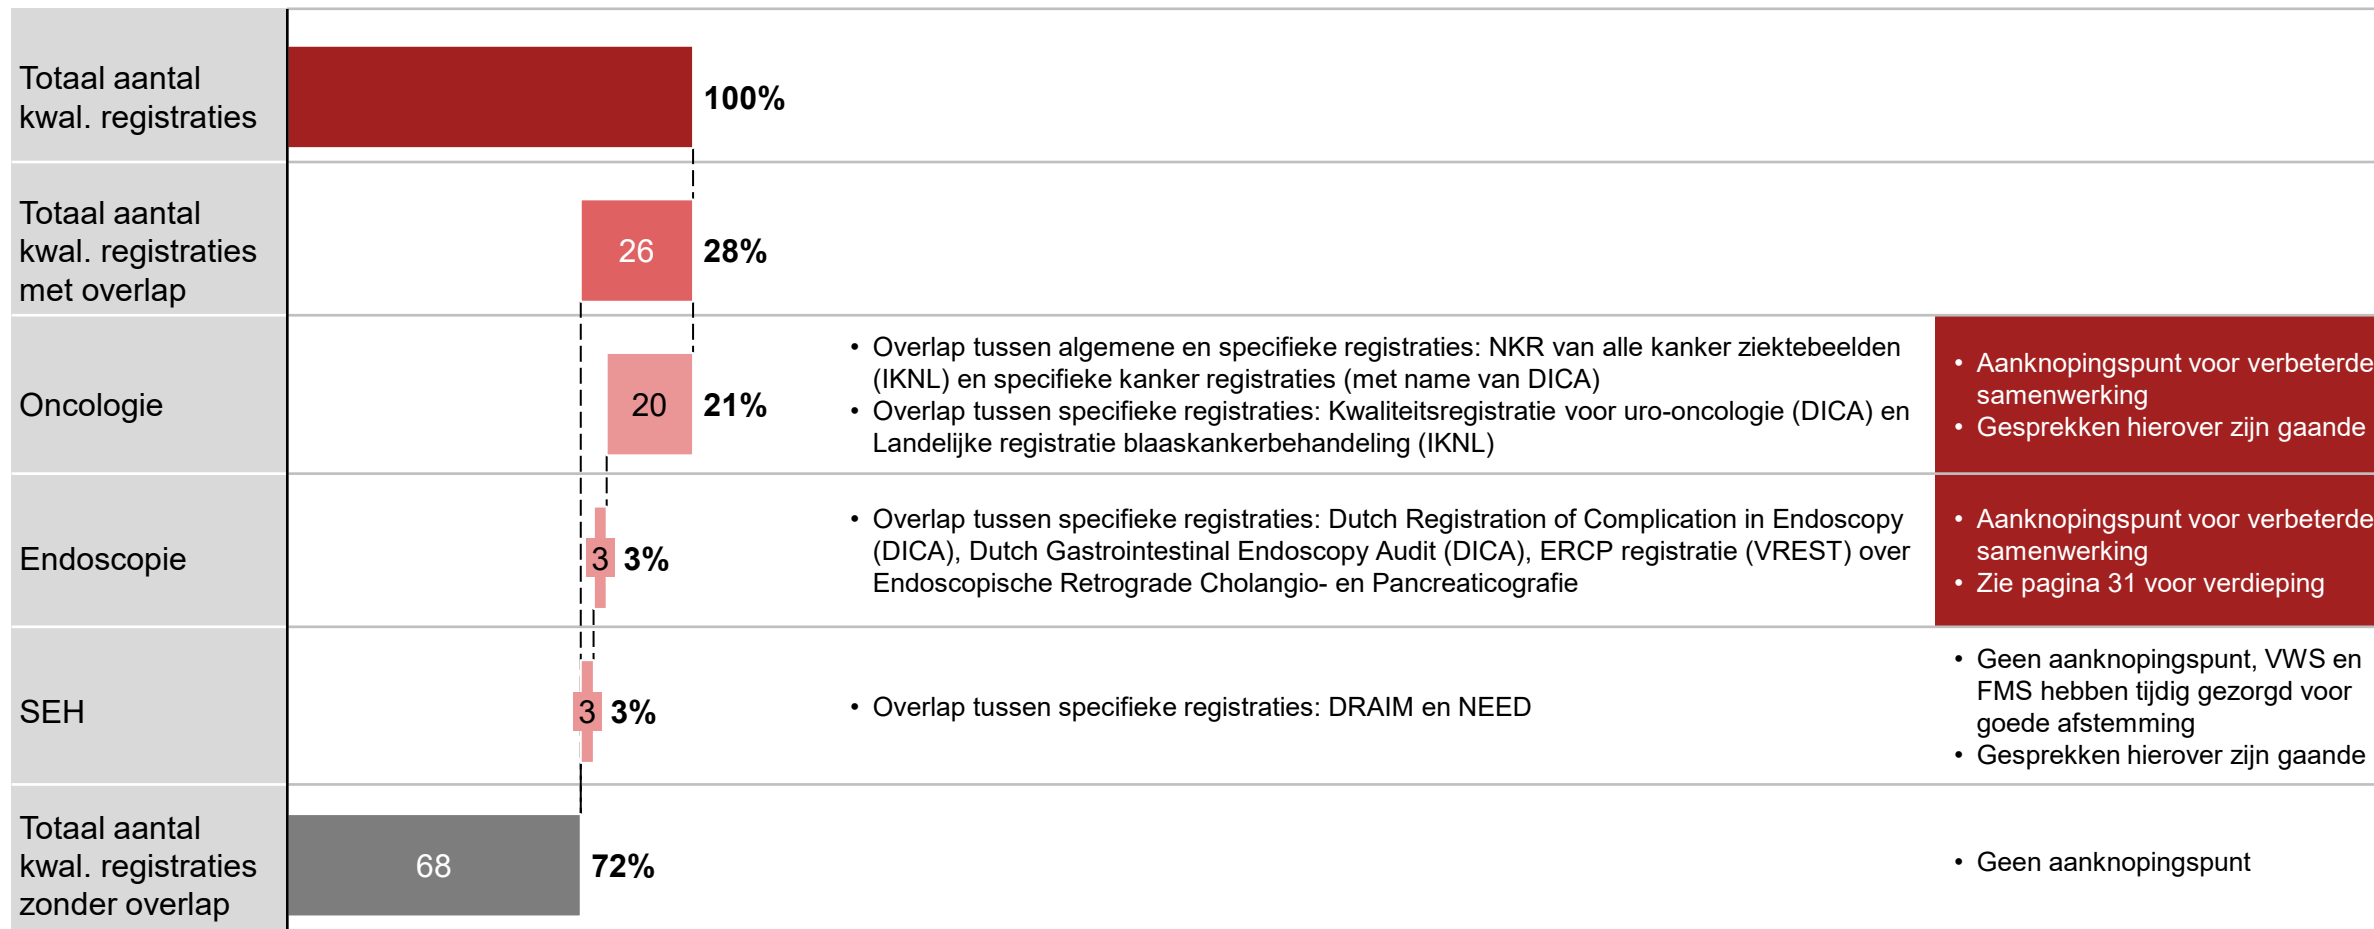 Totaal aantal
kwal. registraties
100%
Totaal aantal
kwal. registraties
met overlap
26
28%
Oncologie
20
21%
• Overlap tussen algemene en specifieke registraties: NKR van alle kanker ziektebeelden
(IKNL) en specifieke kanker registraties (met name van DICA)
• Overlap tussen specifieke registraties: Kwaliteitsregistratie voor uro-oncologie (DICA) en
Landelijke registratie blaaskankerbehandeling (IKNL)
• Aanknopingspunt voor verbeterde
samenwerking
• Gesprekken hierover zijn gaande
Endoscopie
3
3%
• Overlap tussen specifieke registraties: Dutch Registration of Complication in Endoscopy
(DICA), Dutch Gastrointestinal Endoscopy Audit (DICA), ERCP registratie (VREST) over
Endoscopische Retrograde Cholangio- en Pancreaticografie
• Aanknopingspunt voor verbeterde
samenwerking
• Zie pagina 31 voor verdieping
SEH
3
3%
• Overlap tussen specifieke registraties: DRAIM en NEED
• Geen aanknopingspunt, VWS en
FMS hebben tijdig gezorgd voor
goede afstemming
• Gesprekken hierover zijn gaande
Totaal aantal
kwal. registraties
zonder overlap
68
72%
• Geen aanknopingspunt